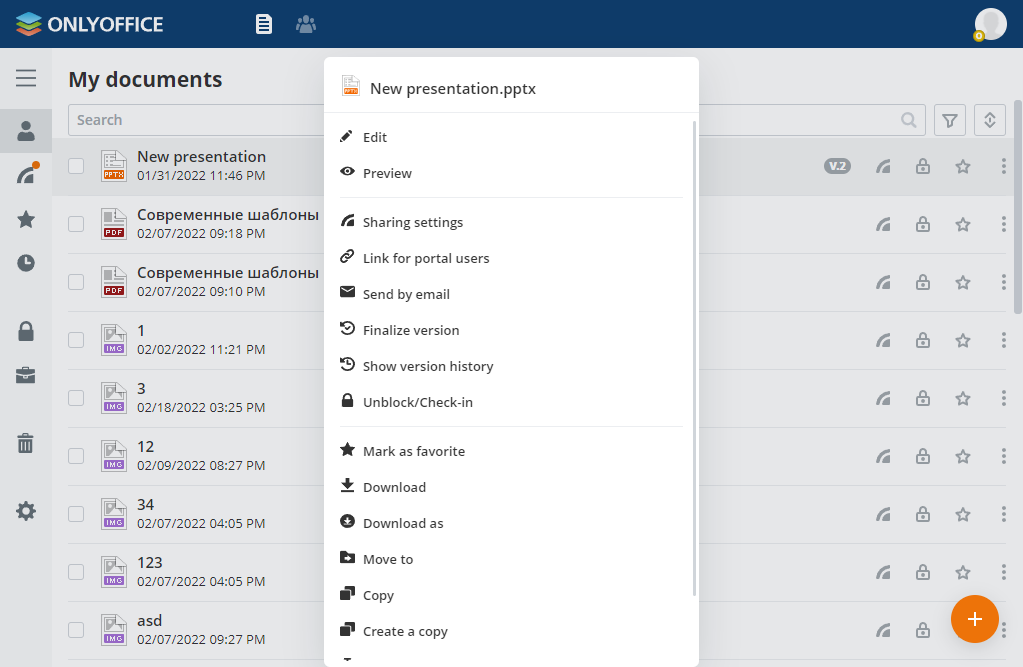 ONLYOFFICE
0
My documents
Search
New presentation
01/31/2022 11:46 PM
V.2
PPTX
Современные шаблоны
02/07/2022 09:18 PM
PDF
Современные шаблоны
02/07/2022 09:10 PM
PDF
1
02/02/2022 11:21 PM
IMG
3
02/18/2022 03:25 PM
IMG
12
02/09/2022 08:27 PM
IMG
34
02/07/2022 04:05 PM
IMG
123
02/07/2022 04:05 PM
IMG
asd
02/07/2022 09:27 PM
IMG
PPTX
New presentation.pptx
Edit
Preview
Sharing settings
Link for portal users
Send by email
Finalize version
Show version history
Unblock/Check-in
Mark as favorite
Download
Download as
Move to
Copy
Create a copy